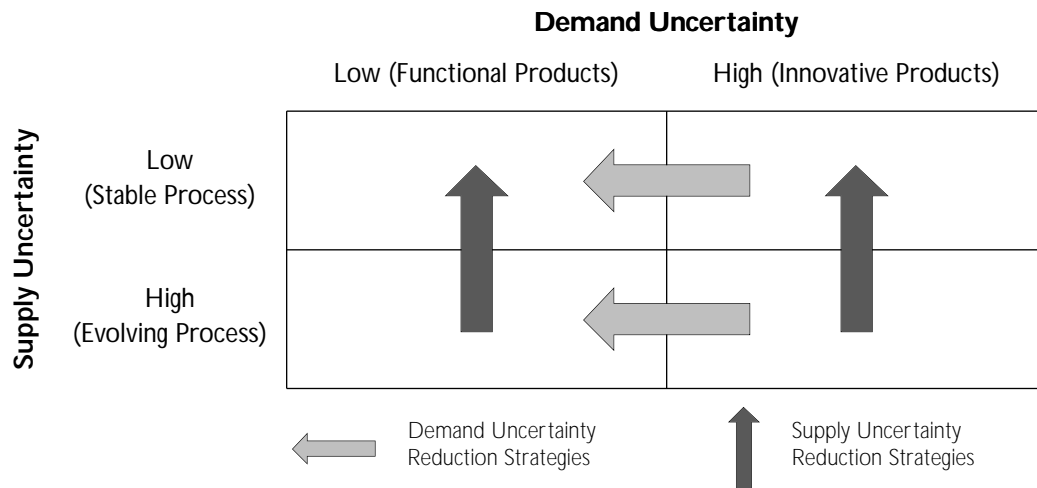 Demand Uncertainty
Low (Functional Products)
High (Innovative Products)
Supply Uncertainty
Low
(Stable Process)
High
(Evolving Process)
Demand Uncertainty
Reduction Strategies
Supply Uncertainty
Reduction Strategies